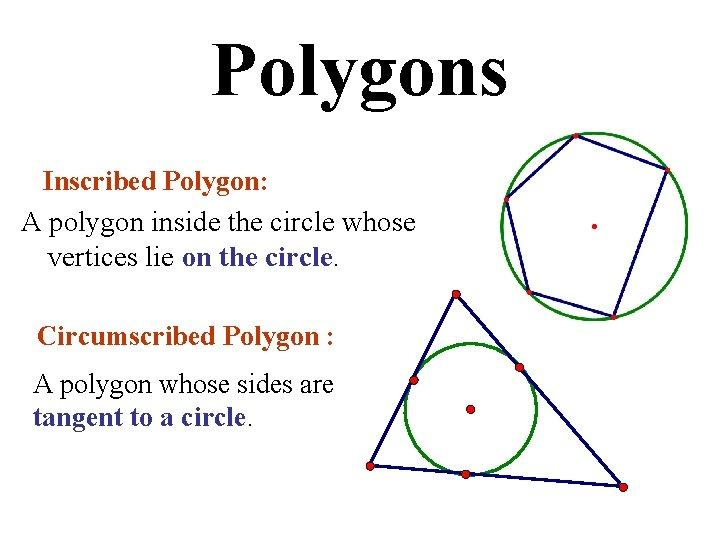 Polygons
Inscribed Polygon:
A polygon inside the circle whose
vertices lie on the circle.
Circumscribed Polygon :
A polygon whose sides are
tangent to a circle.